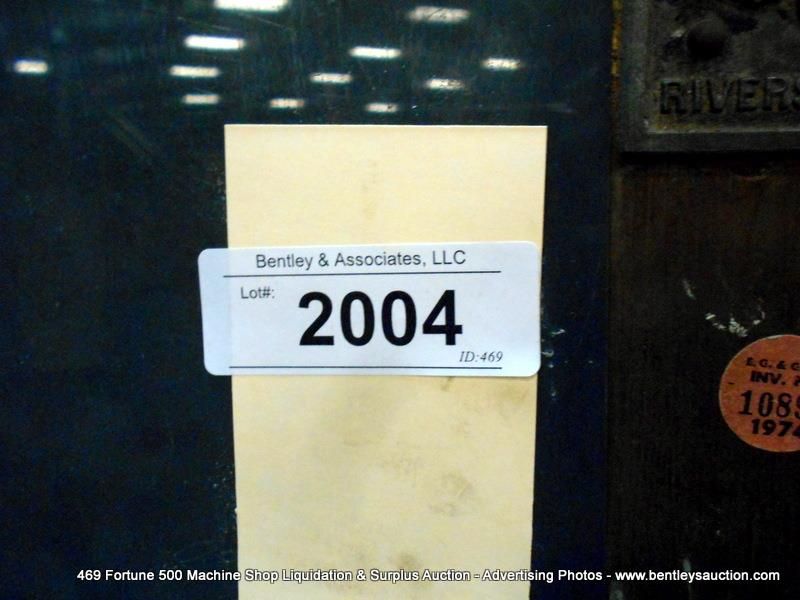 RIVERS
Bentley & Associates, LLC
Lot#:
2004
ID:469
E. G. & G
INV.
108
1974
469 Fortune 500 Machine Shop Liquidation & Surplus Auction - Advertising Photos - www.bentleysauction.com